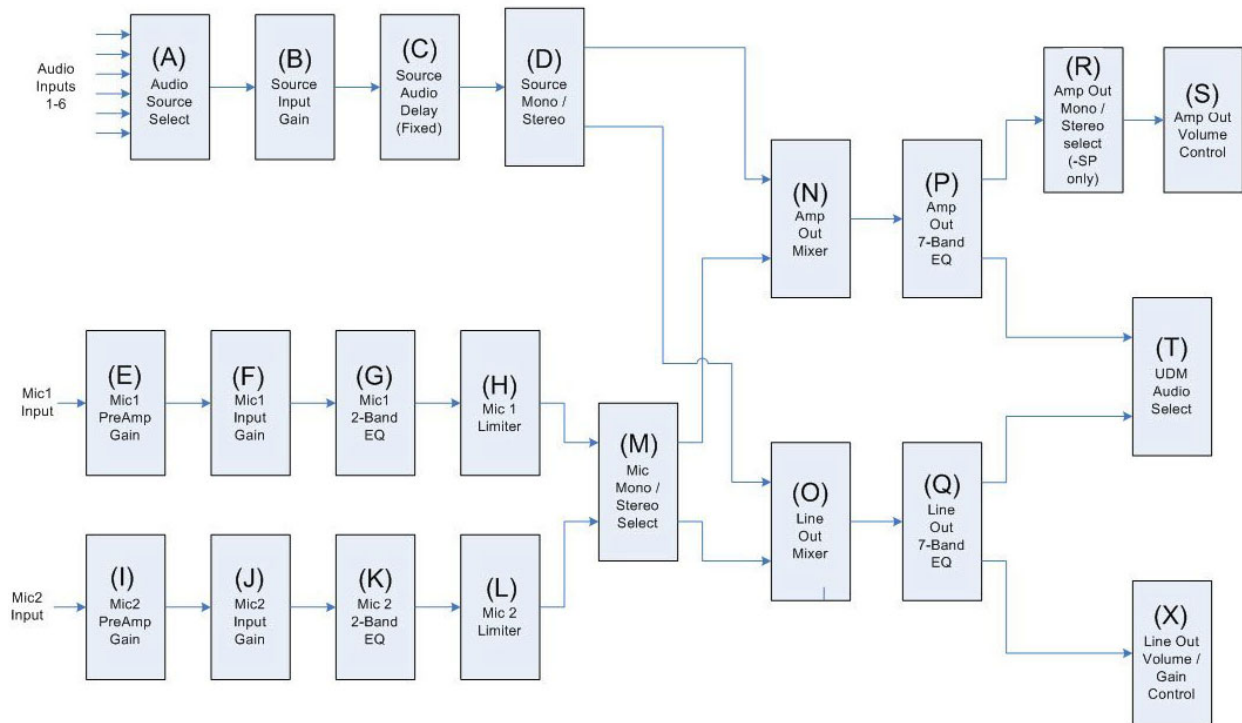 Audio
Inputs
1-6
(A)
Audio
Source
Select
(B)
Source
Input
Gain
(C)
Source
Audio
Delay
(Fixed)
(D)
Source
Mono /
Stereo
(R)
Amp Out
Mono /
Stereo
select
(-SP
only)
(S)
Amp Out
Volume
Control
(N)
Amp
Out
Mixer
(P)
Amp
Out
7-Band
EQ
(T)
UDM
Audio
Select
Mic1
Input
(E)
Mic1
PreAmp
Gain
(F)
Mic1
Input
Gain
(G)
Mic1
2-Band
EQ
(H)
Mic 1
Limiter
(M)
Mic
Mono /
Stereo
Select
(O)
Line
Out
Mixer
(Q)
Line
Out
7-Band
EQ
Mic2
Input
(I)
Mic2
PreAmp
Gain
(J)
Mic2
Input
Gain
(K)
Mic 2
2-Band
EQ
(L)
Mic 2
Limiter
(X)
Line Out
Volume /
Gain
Control